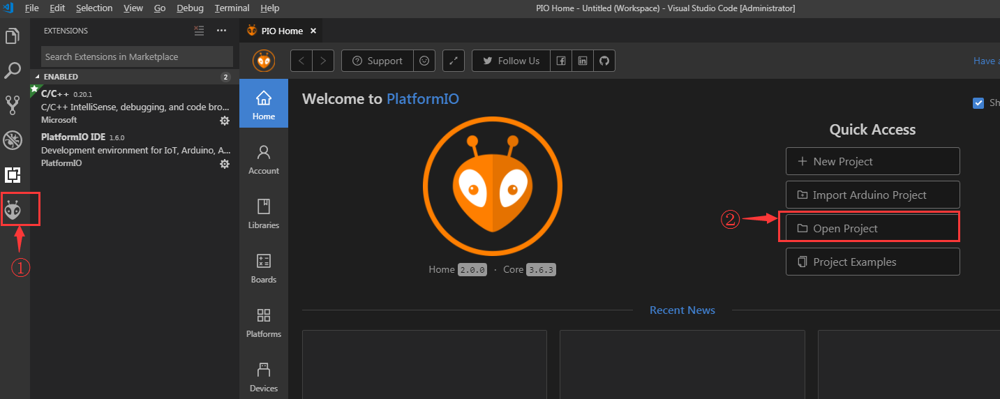 File Edit Selection View Go Debug Terminal Help
PIO Home - Untitled (Workspace) - Visual Studio Code [Administrator]
EXTENSIONS
PIO Home
Search Extensions in Marketplace
ENABLED 2
C/C++ 0.20.1
C/C++ IntelliSense, debugging, and code bro...
Microsoft
PlatformIO IDE 1.6.0
Development environment for IoT, Arduino, A...
PlatformIO
①
Support
Follow Us
Have a
Home
Account
Libraries
Boards
Platforms
Devices
Welcome to PlatformIO
Sh
Home 2.0.0 · Core 3.6.3
Quick Access
New Project
Import Arduino Project
②
Open Project
Project Examples
Recent News